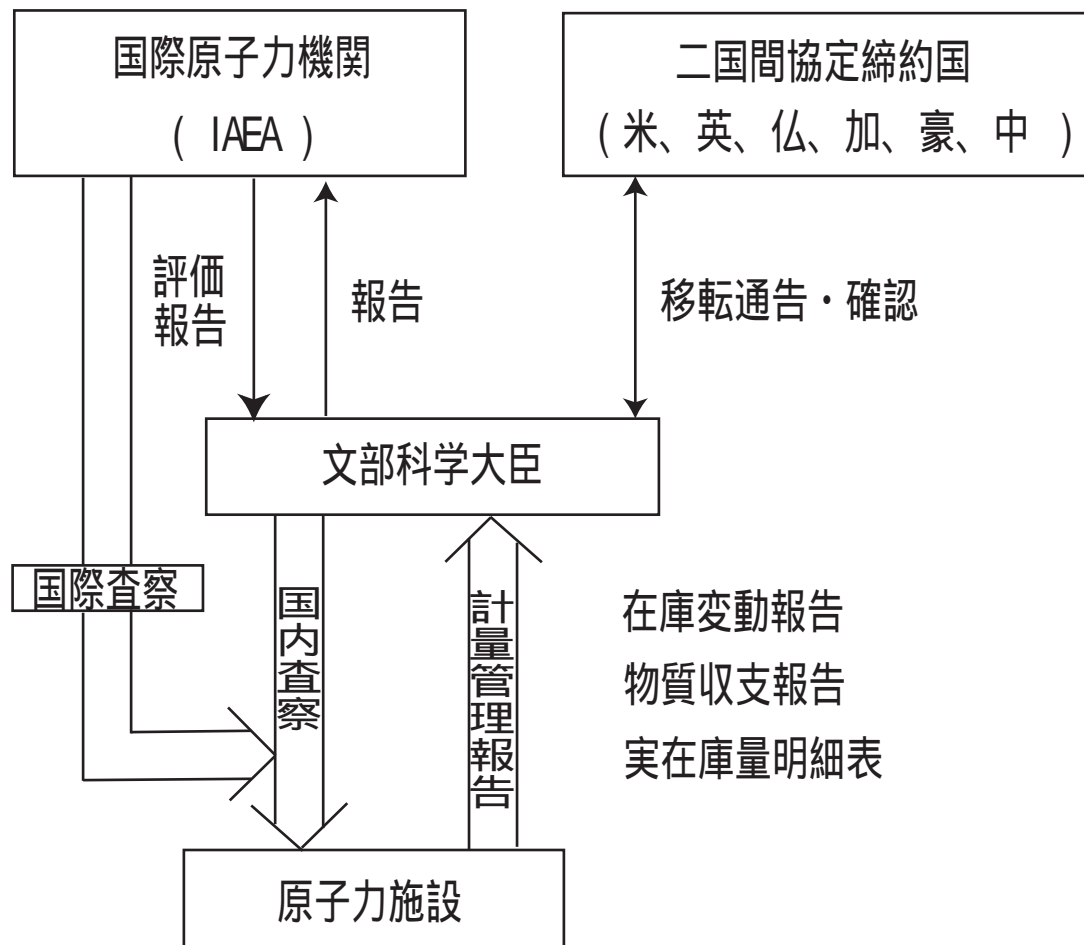 国際原子力機関
( IAEA )
二国間協定締約国
(米、英、仏、加、豪、中 )
評価
報告
報告
移転通告・確認
文部科学大臣
国際査察
国内査察
計量管理報告
在庫変動報告
物質収支報告
実在庫量明細表
原子力施設